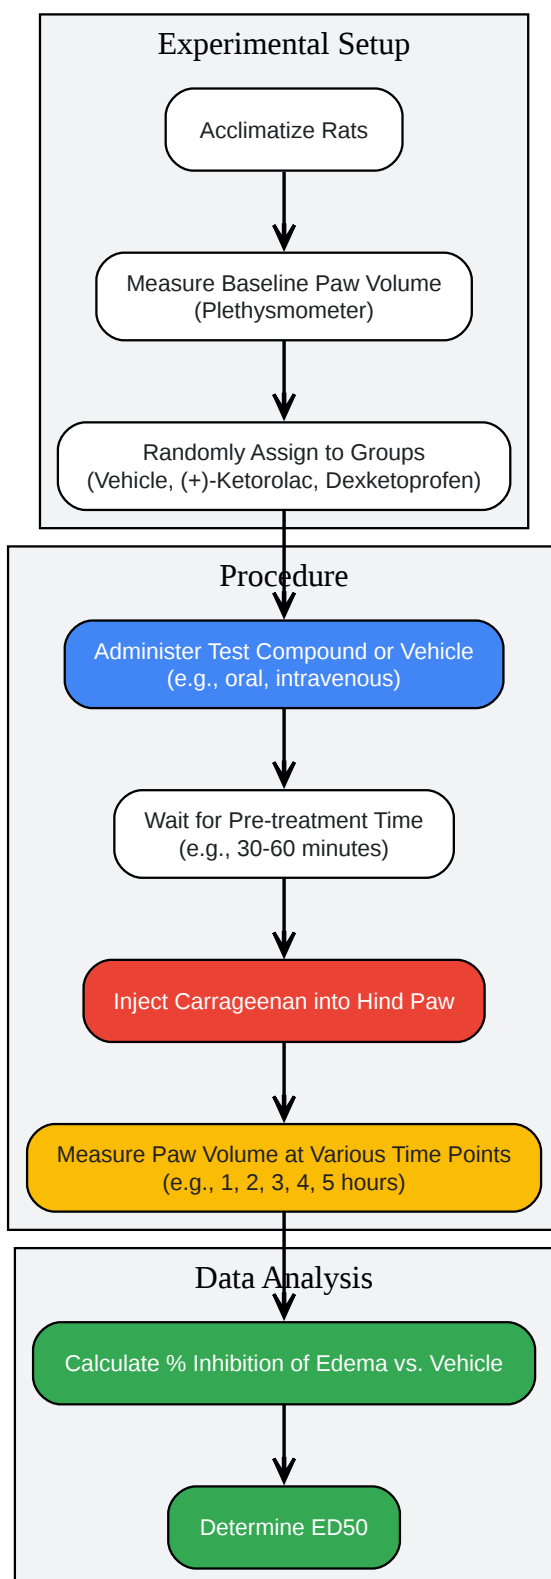 Experimental Setup
Acclimatize Rats
Measure Baseline Paw Volume
(Plethysmometer)
Randomly Assign to Groups
(Vehicle, (+)-Ketorolac, Dexketoprofen)
Procedure
Administer Test Compound or Vehicle
(e.g., oral, intravenous)
Wait for Pre-treatment Time
(e.g., 30-60 minutes)
Inject Carrageenan into Hind Paw
Measure Paw Volume at Various Time Points
(e.g., 1, 2, 3, 4, 5 hours)
Data Analysis
Calculate % Inhibition of Edema vs. Vehicle
Determine ED50